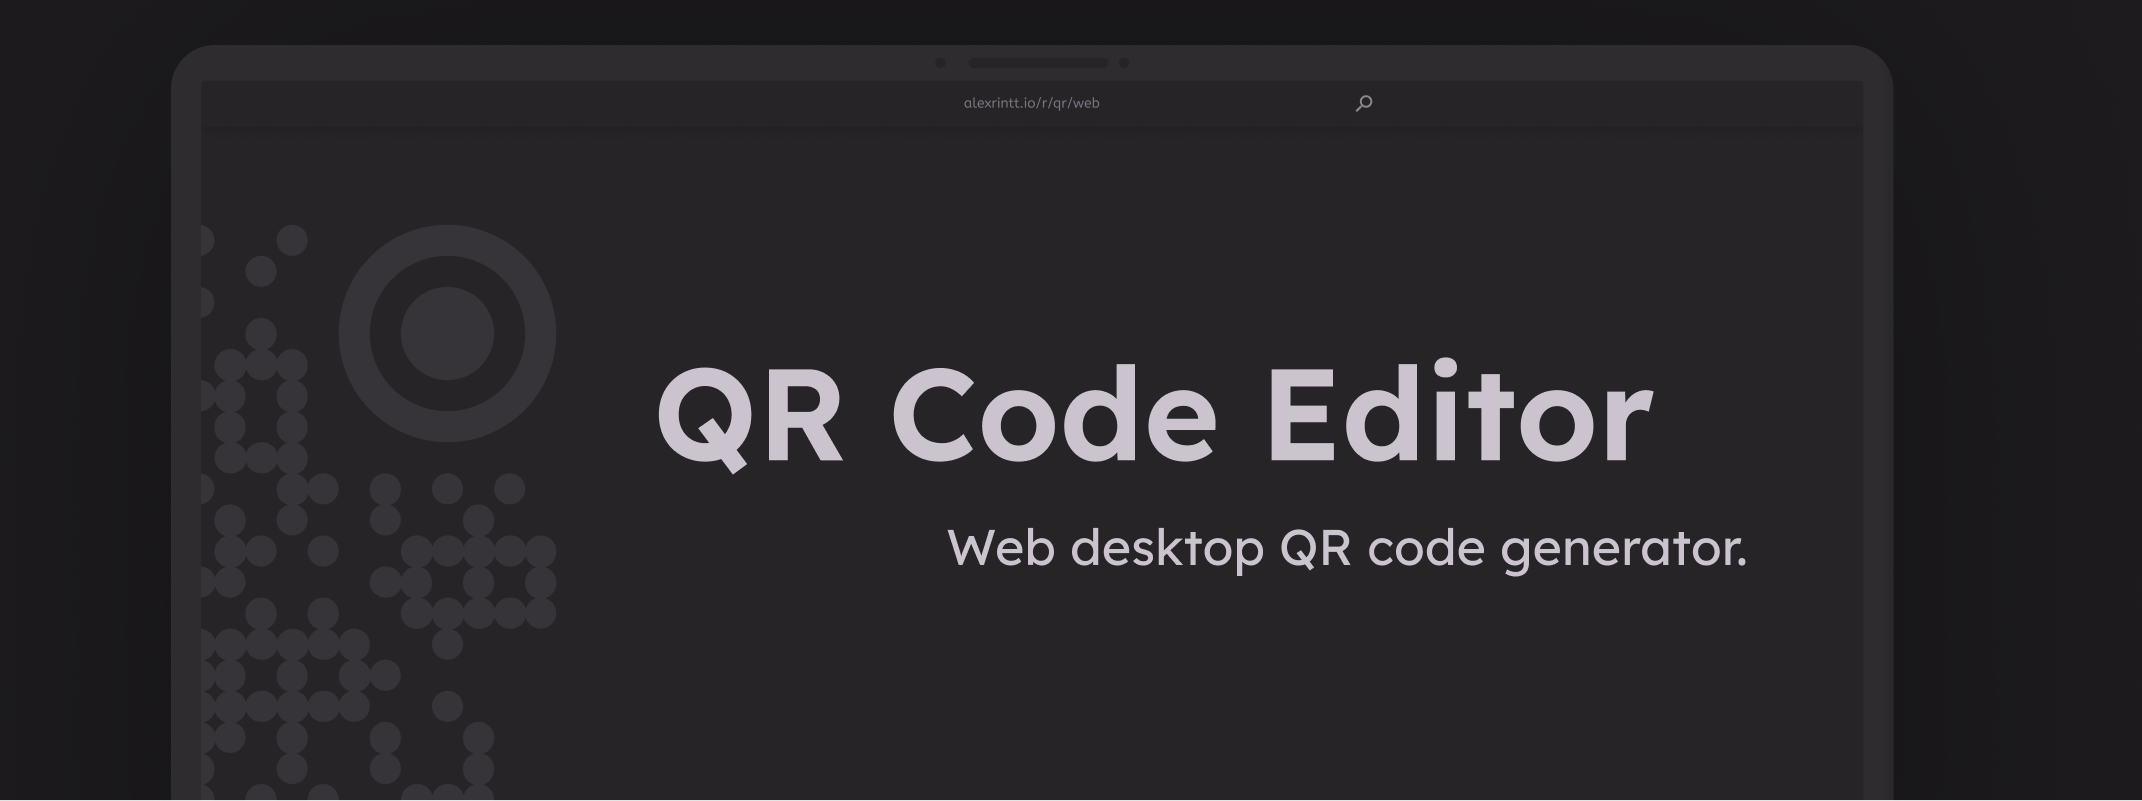 alexrintt.io/r/qr/web
QR Code Editor
Web desktop QR code generator.